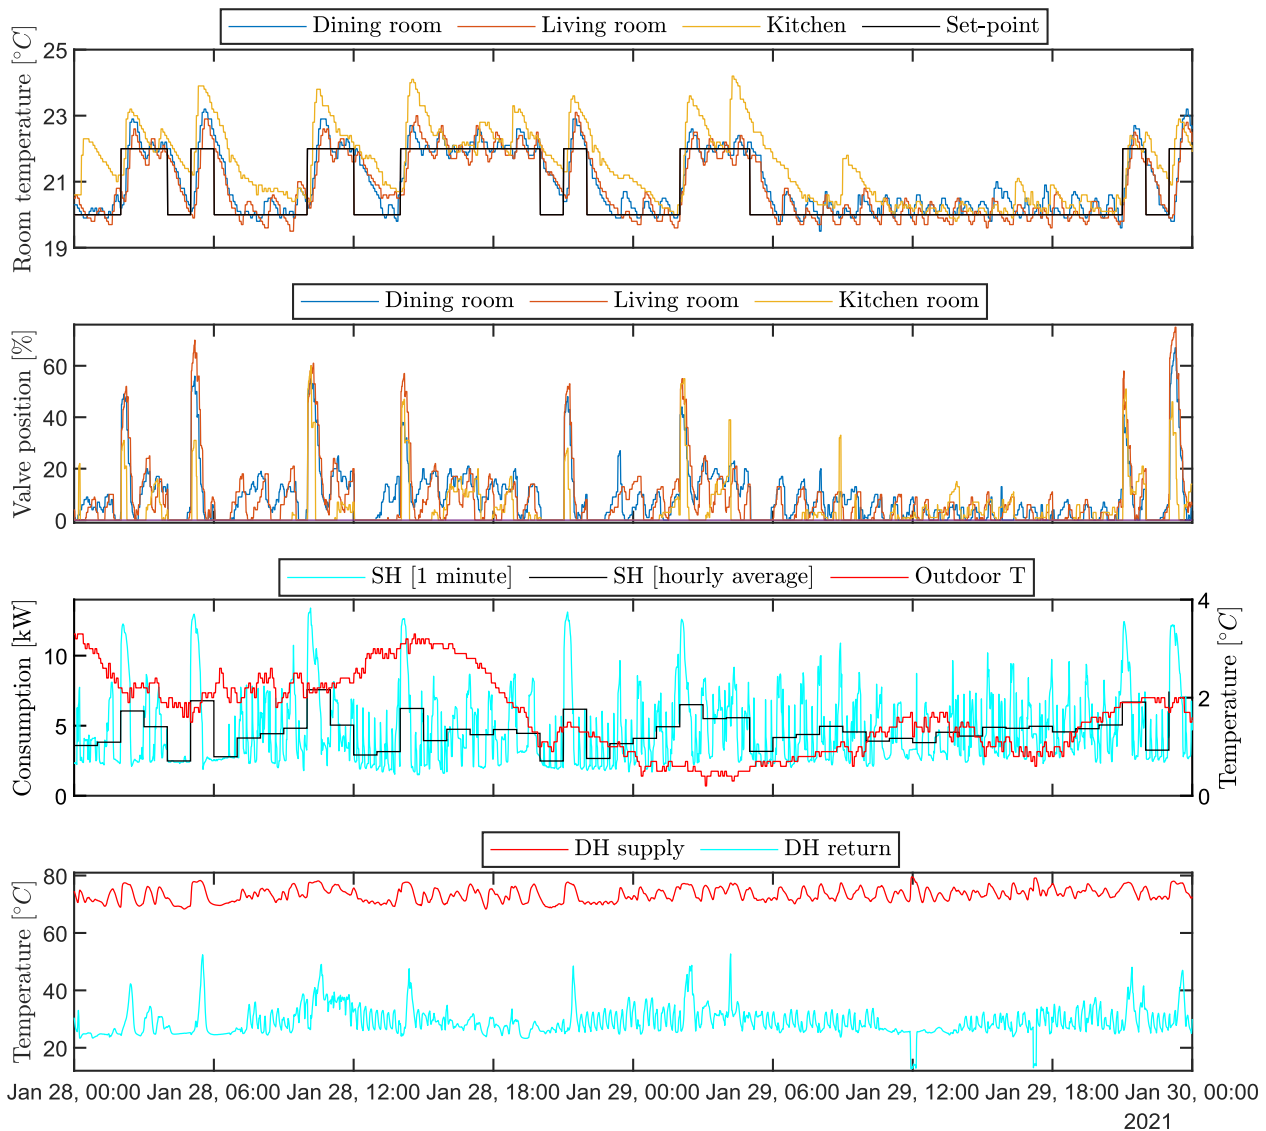 Dining room Living room Kitchen Set-point
Room temperature [°C]
25
23
21
19
Dining room Living room Kitchen room
Valve position [%]
60
40
20
0
SH [1 minute] SH [hourly average] Outdoor T
Consumption [kW]
10
5
0
4
2
0
Temperature [°C]
DH supply DH return
Temperature [°C]
80
60
40
20
Jan 28, 00:00 Jan 28, 06:00 Jan 28, 12:00 Jan 28, 18:00 Jan 29, 00:00 Jan 29, 06:00 Jan 29, 12:00 Jan 29, 18:00 Jan 30, 00:00
2021